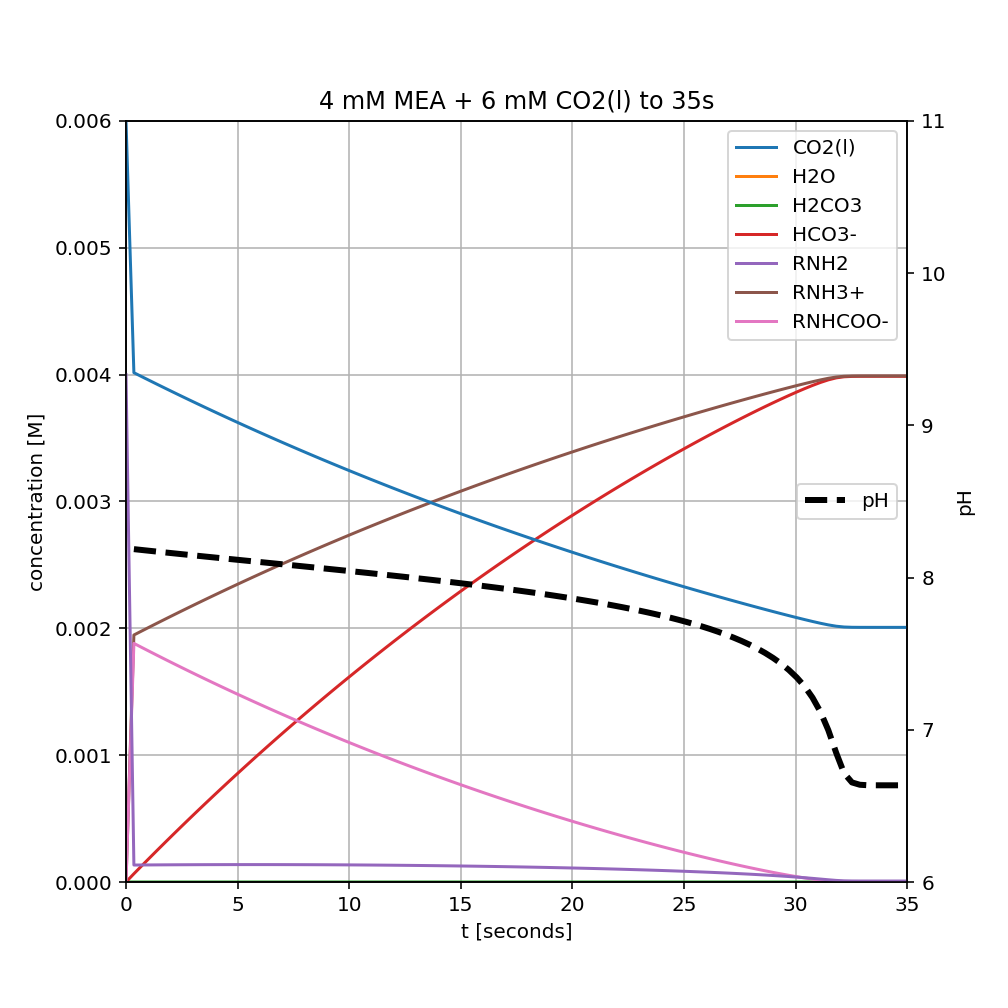 4 mM MEA + 6 mM CO2(l) to 35s
0.006
0.005
0.004
0.003
0.002
0.001
0.000
concentration [M]
0
5
10
15
20
25
30
35
t [seconds]
11
10
9
8
7
6
pH
CO2(l)
H2O
H2CO3
HCO3-
RNH2
RNH3+
RNHCOO-
pH